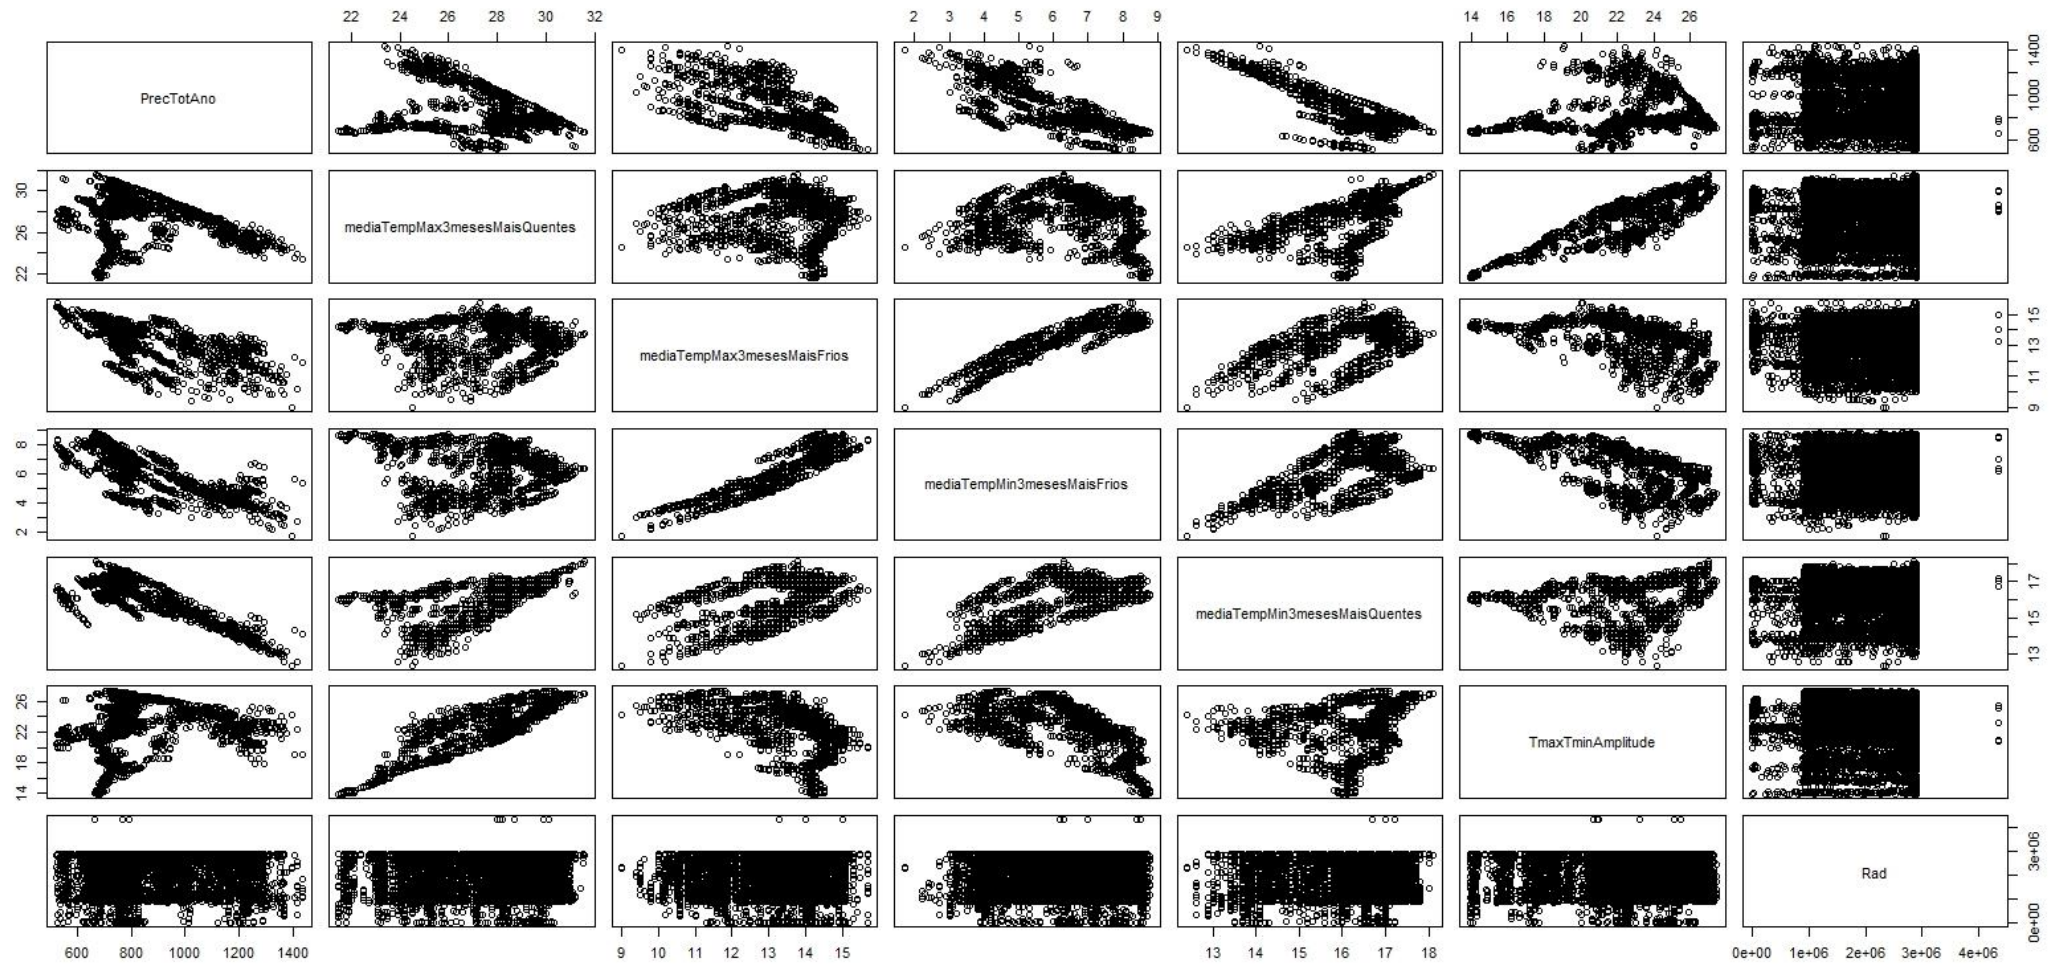 22 24 26 28 30 32
2 3 4 5 6 7 8 9
14 16 18 20 22 24 26
PrecTotAno
600 1000 1400
22 26 30
mediaTempMax3mesesMaisQuentes
mediaTempMax3mesesMaisFrios
9 11 13 15
2 4 6 8
mediaTempMin3mesesMaisFrios
mediaTempMin3mesesMaisQuentes
13 15 17
14 18 22 26
TmaxTminAmplitude
Rad
0e+00 3e+06
600 800 1000 1200 1400
9 10 11 12 13 14 15
13 14 15 16 17 18
0e+00 1e+06 2e+06 3e+06 4e+06